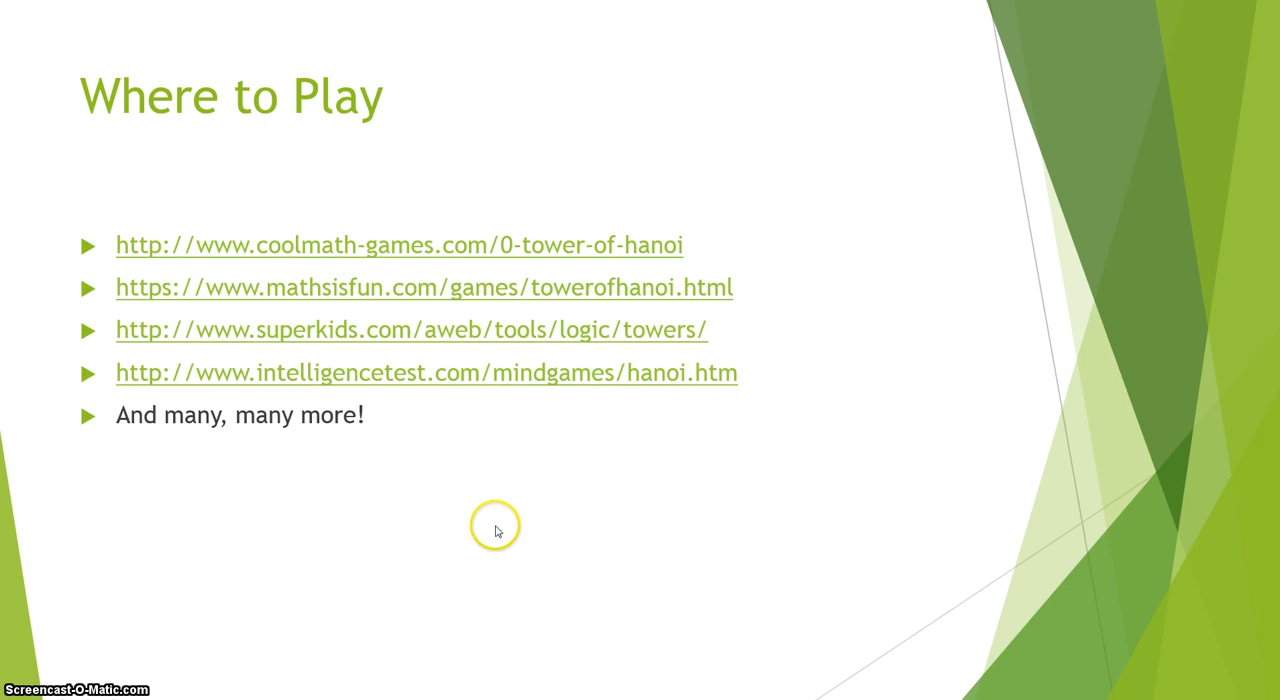 Where to Play
http://www.coolmath-games.com/0-tower-of-hanoi
https://www.mathsisfun.com/games/towerofhanoi.html
http://www.superkids.com/aweb/tools/logic/towers/
http://www.intelligencetest.com/mindgames/hanoi.htm
And many, many more!
Screencast-O-Matic.com